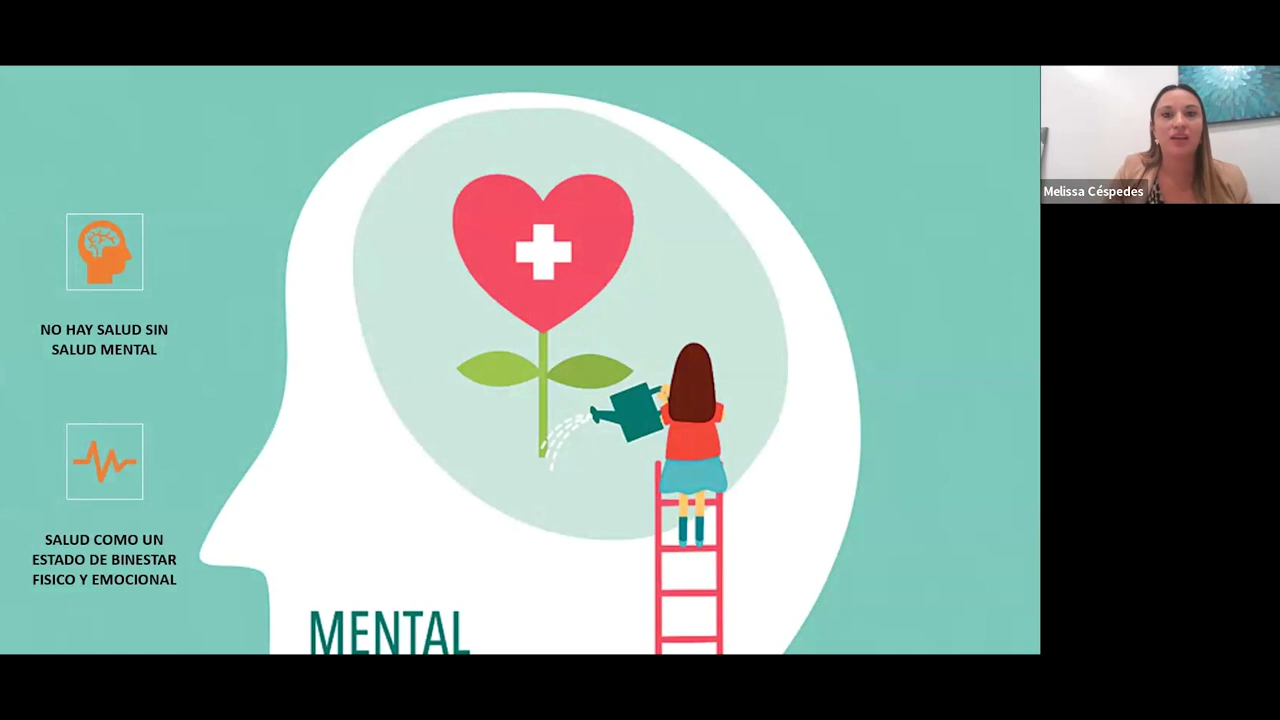 NO HAY SALUD SIN
SALUD MENTAL
SALUD COMO UN
ESTADO DE BINESTAR
FISICO Y EMOCIONAL
MENTAL
Melissa Céspedes